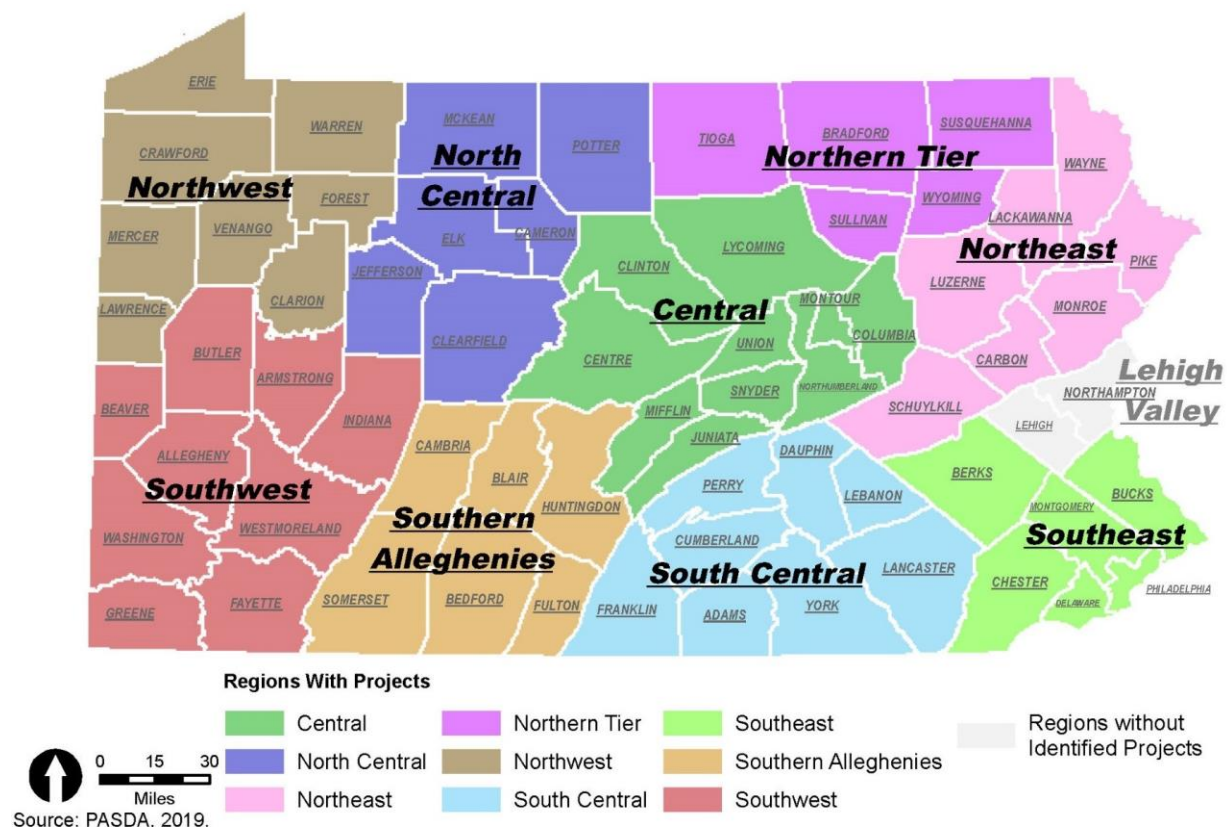 ERIE
WARREN
MCKEAN
POTTER
TIOGA
BRADFORD
SUSQUEHANNA
CRAWFORD
North
Northern Tier
WAYNE
Northwest
FOREST
Central
WYOMING
SULLIVAN
LACKAWANNA
MERCER
VENANGO
ELK
CAMERON
LYCOMING
Northeast
PIKE
JEFFERSON
CLINTON
LUZERNE
LAWRENCE
CLARION
Central
MONTOUR
MONROE
BUTLER
CLEARFIELD
CENTRE
UNION
COLUMBIA
CARBON
Lehigh
Valley
ARMSTRONG
SNYDER
NORTHUMBERLAND
NORTHAMPTON
BEAVER
INDIANA
MIFFLIN
SCHUYLKILL
LEHIGH
ALLEGHENY
CAMBRIA
JUNIATA
DAUPHIN
BLAIR
PERRY
BERKS
Southwest
HUNTINGDON
LEBANON
BUCKS
MONTGOMERY
WASHINGTON
WESTMORELAND
Southern
Alleghenies
CUMBERLAND
Southeast
South Central
LANCASTER
CHESTER
PHILADELPHIA
GREENE
FAYETTE
SOMERSET
BEDFORD
FULTON
FRANKLIN
ADAMS
YORK
DELAWARE
Regions With Projects
Central
North Central
Northeast
Northern Tier
Northwest
South Central
Southeast
Southern Alleghenies
Southwest
Regions without
Identified Projects
0 15 30
Miles
Source: PASDA, 2019.